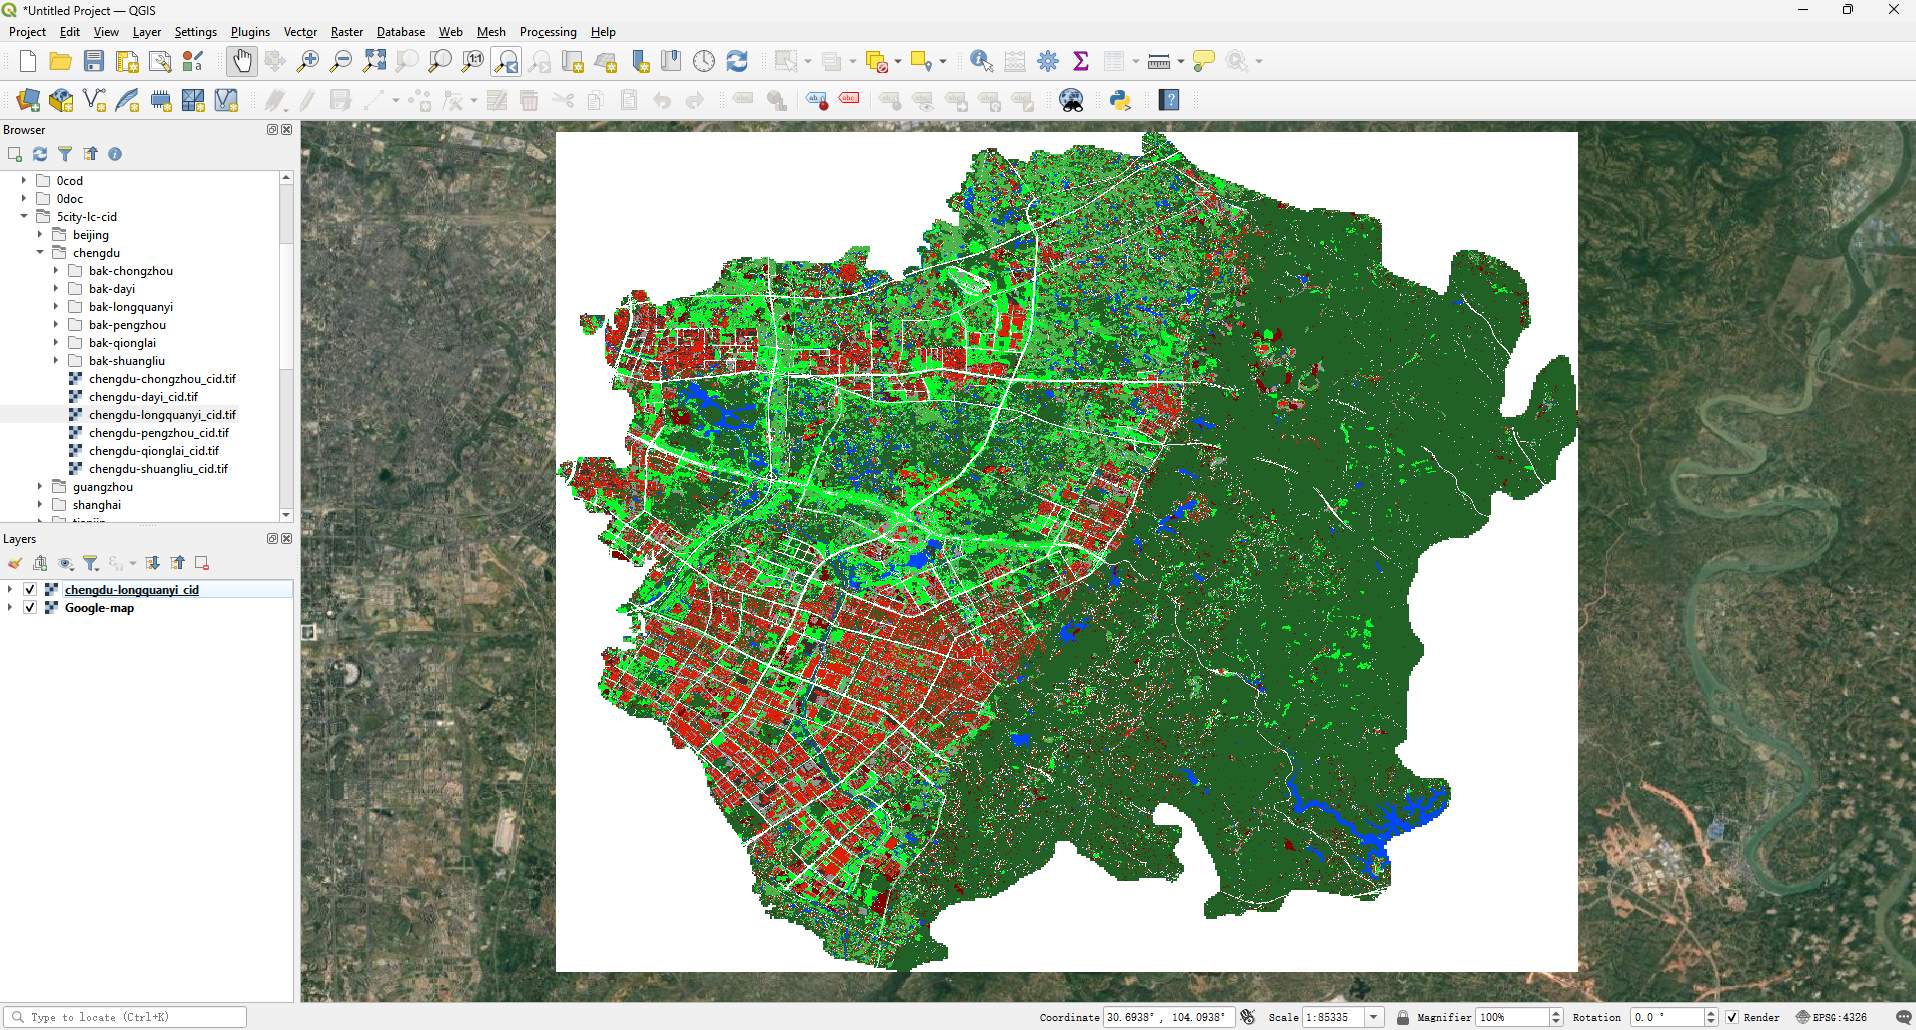 *Untitled Project — QGIS
Project Edit View Layer Settings Plugins Vector Raster Database Web Mesh Processing Help
Browser
0cod
0doc
5city-lc-cid
beijing
chengdu
bak-chongzhou
bak-dayi
bak-longquanyi
bak-pengzhou
bak-qionglai
bak-shuangliu
chengdu-chongzhou_cid.tif
chengdu-dayi_cid.tif
chengdu-longquanyi_cid.tif
chengdu-pengzhou_cid.tif
chengdu-qionglai_cid.tif
chengdu-shuangliu_cid.tif
guangzhou
shanghai
Layers
chengdu-longquanyi_cid
Google-map
Type to locate (Ctrl+K) Coordinate 30.6938° , 104.0938° Scale 1:85335 Magnifier 100% Rotation 0.0 ° Render EPSG:4326